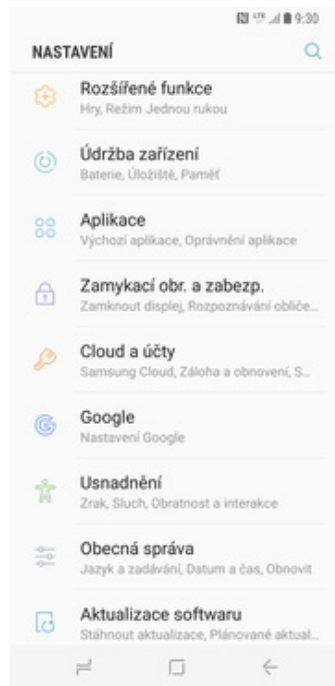 LTE 9:30
NASTAVENÍ
Rozšířené funkce
Hry, Režim Jednou rukou
Údržba zařízení
Baterie, Úložiště, Paměť
Aplikace
Výchozí aplikace, Oprávnění aplikace
Zamykací obr. a zabezp.
Zamknout displej, Rozpoznávání obliče...
Cloud a účty
Samsung Cloud, Záloha a obnovení, S...
Google
Nastavení Google
Usnadnění
Zrak, Sluch, Obratnost a interakce
Obecná správa
Jazyk a zadávání, Datum a čas, Obnovit
Aktualizace softwaru
Stáhnout aktualizace, Plánované aktual...